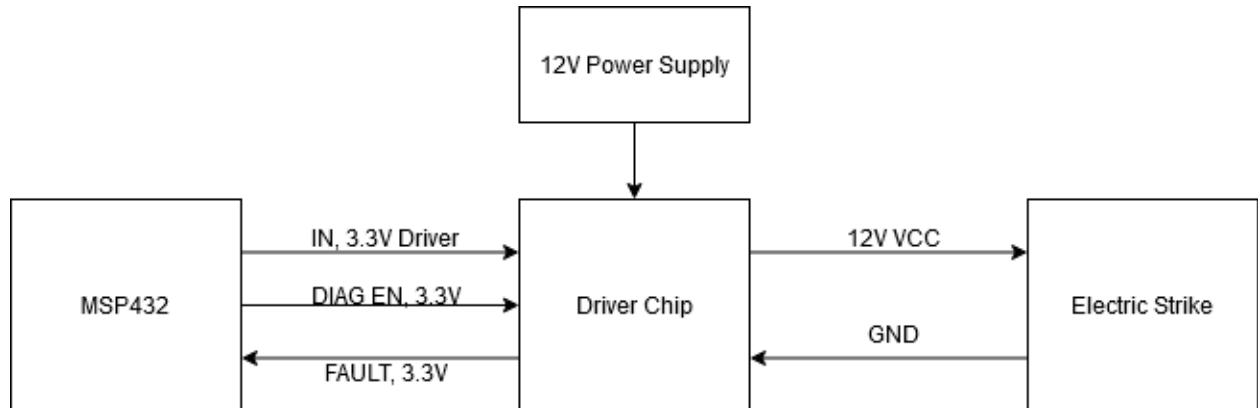 12V Power Supply
IN, 3.3V Driver
12V VCC
MSP432
DIAG EN, 3.3V
Driver Chip
Electric Strike
GND
FAULT, 3.3V